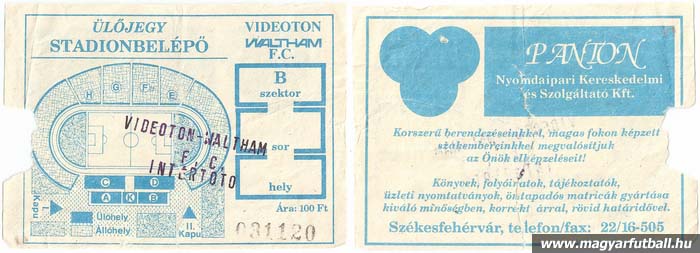 ÜLŐJEGY
STADIONBELÉPŐ
VIDEOTON
WALTHAM
F.C.
B
szektor
sor
hely
Ára: 100 Ft
031120
H
G
F
E
C
D
A
K
B
I.
Kapu
II.
Kapu
Ülőhely
Állóhely
VIDEOTON-WALTHAM
F. C.
INTERTOTO
PANTON
Nyomdaipari Kereskedelmi
és Szolgáltató Kft.
Korszerű berendezéseinkkel, magas fokon képzett
szakembereinkkel megvalósítjuk
az Önök elképzeléseit!
Könyvek, folyóiratok, tájékoztatók,
üzleti nyomtatványok, öntapadós matricák gyártása
kiváló minőségben, korrekt árral, rövid határidővel.
Székesfehérvár, telefon/fax: 22/16-505
www.magyarfutball.hu